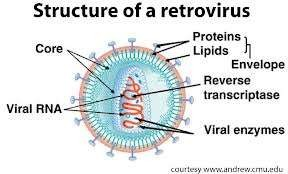 Structure of a retrovirus
Core
Proteins
Lipids
Envelope
Reverse
transcriptase
Viral RNA
Viral enzymes
courtesy www.andrew.cmu.edu